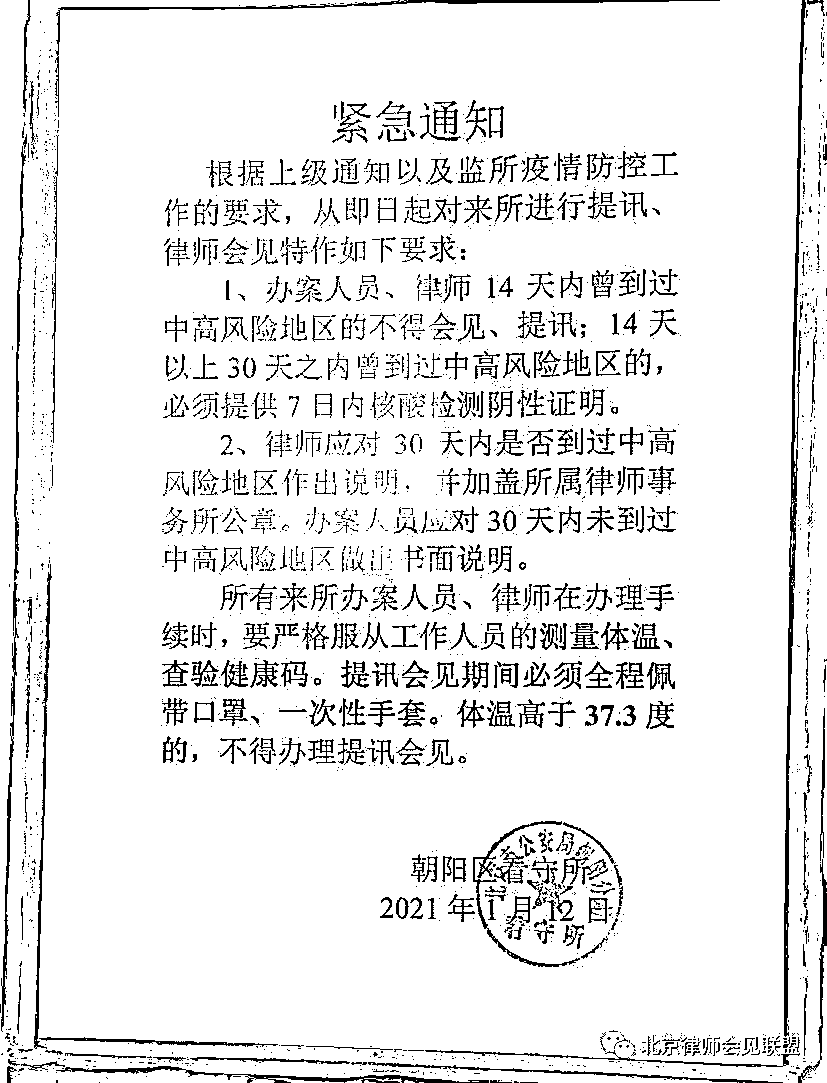 紧急通知
根据上级通知以及监所疫情防控工
作的要求，从即日起对来所进行提讯、
律师会见特作如下要求：
1、办案人员、律师 14 天内曾到过
中高风险地区的不得会见、提讯；14 天
以上 30 天之内曾到过中高风险地区的，
必须提供 7 日内核酸检测阴性证明。
2、律师应对 30 天内是否到过中高
风险地区作出说明，并加盖所属律师事
务所公章。办案人员应对 30 天内未到过
中高风险地区做出书面说明。
所有来所办案人员、律师在办理手
续时，要严格服从工作人员的测量体温、
查验健康码。提讯会见期间必须全程佩
带口罩、一次性手套。体温高于 37.3 度
的，不得办理提讯会见。
朝阳区看守所
2021 年 1 月 12 日
公安局朝阳分
看守所
北京律师会见联盟